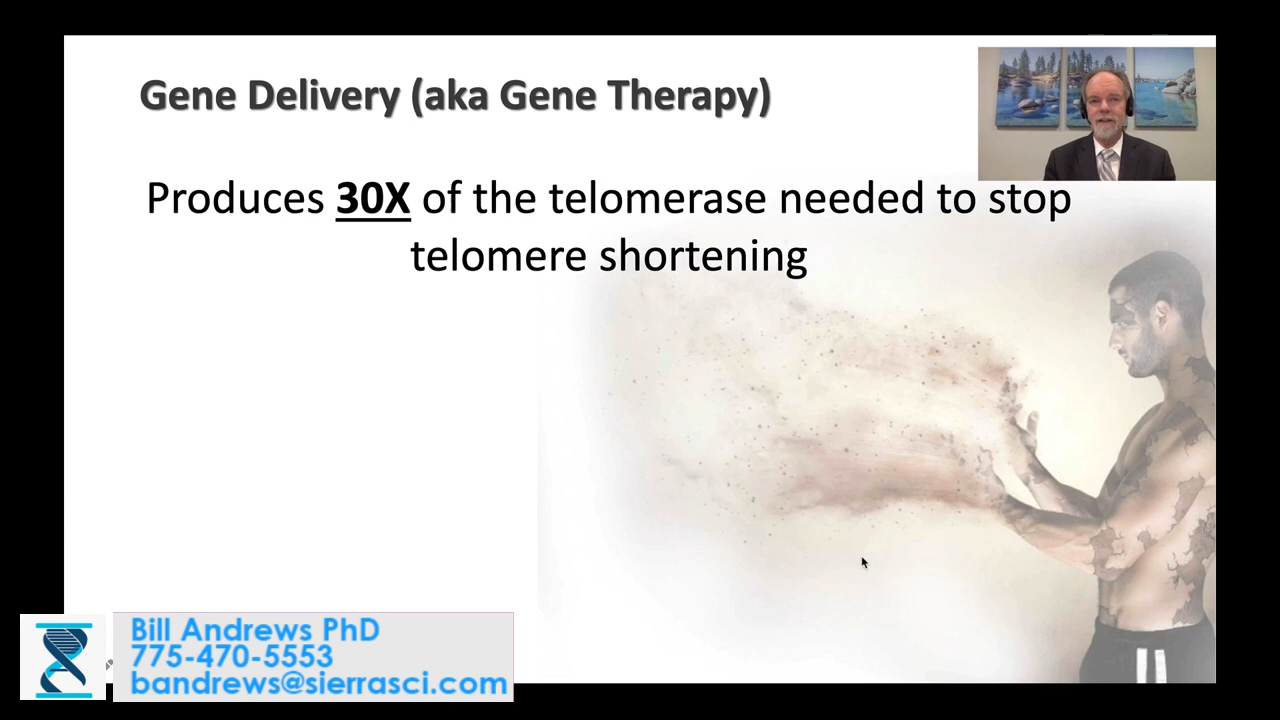 Gene Delivery (aka Gene Therapy)
Produces 30X of the telomerase needed to stop
telomere shortening
Bill Andrews PhD
775-470-5553
bandrews@sierrasci.com